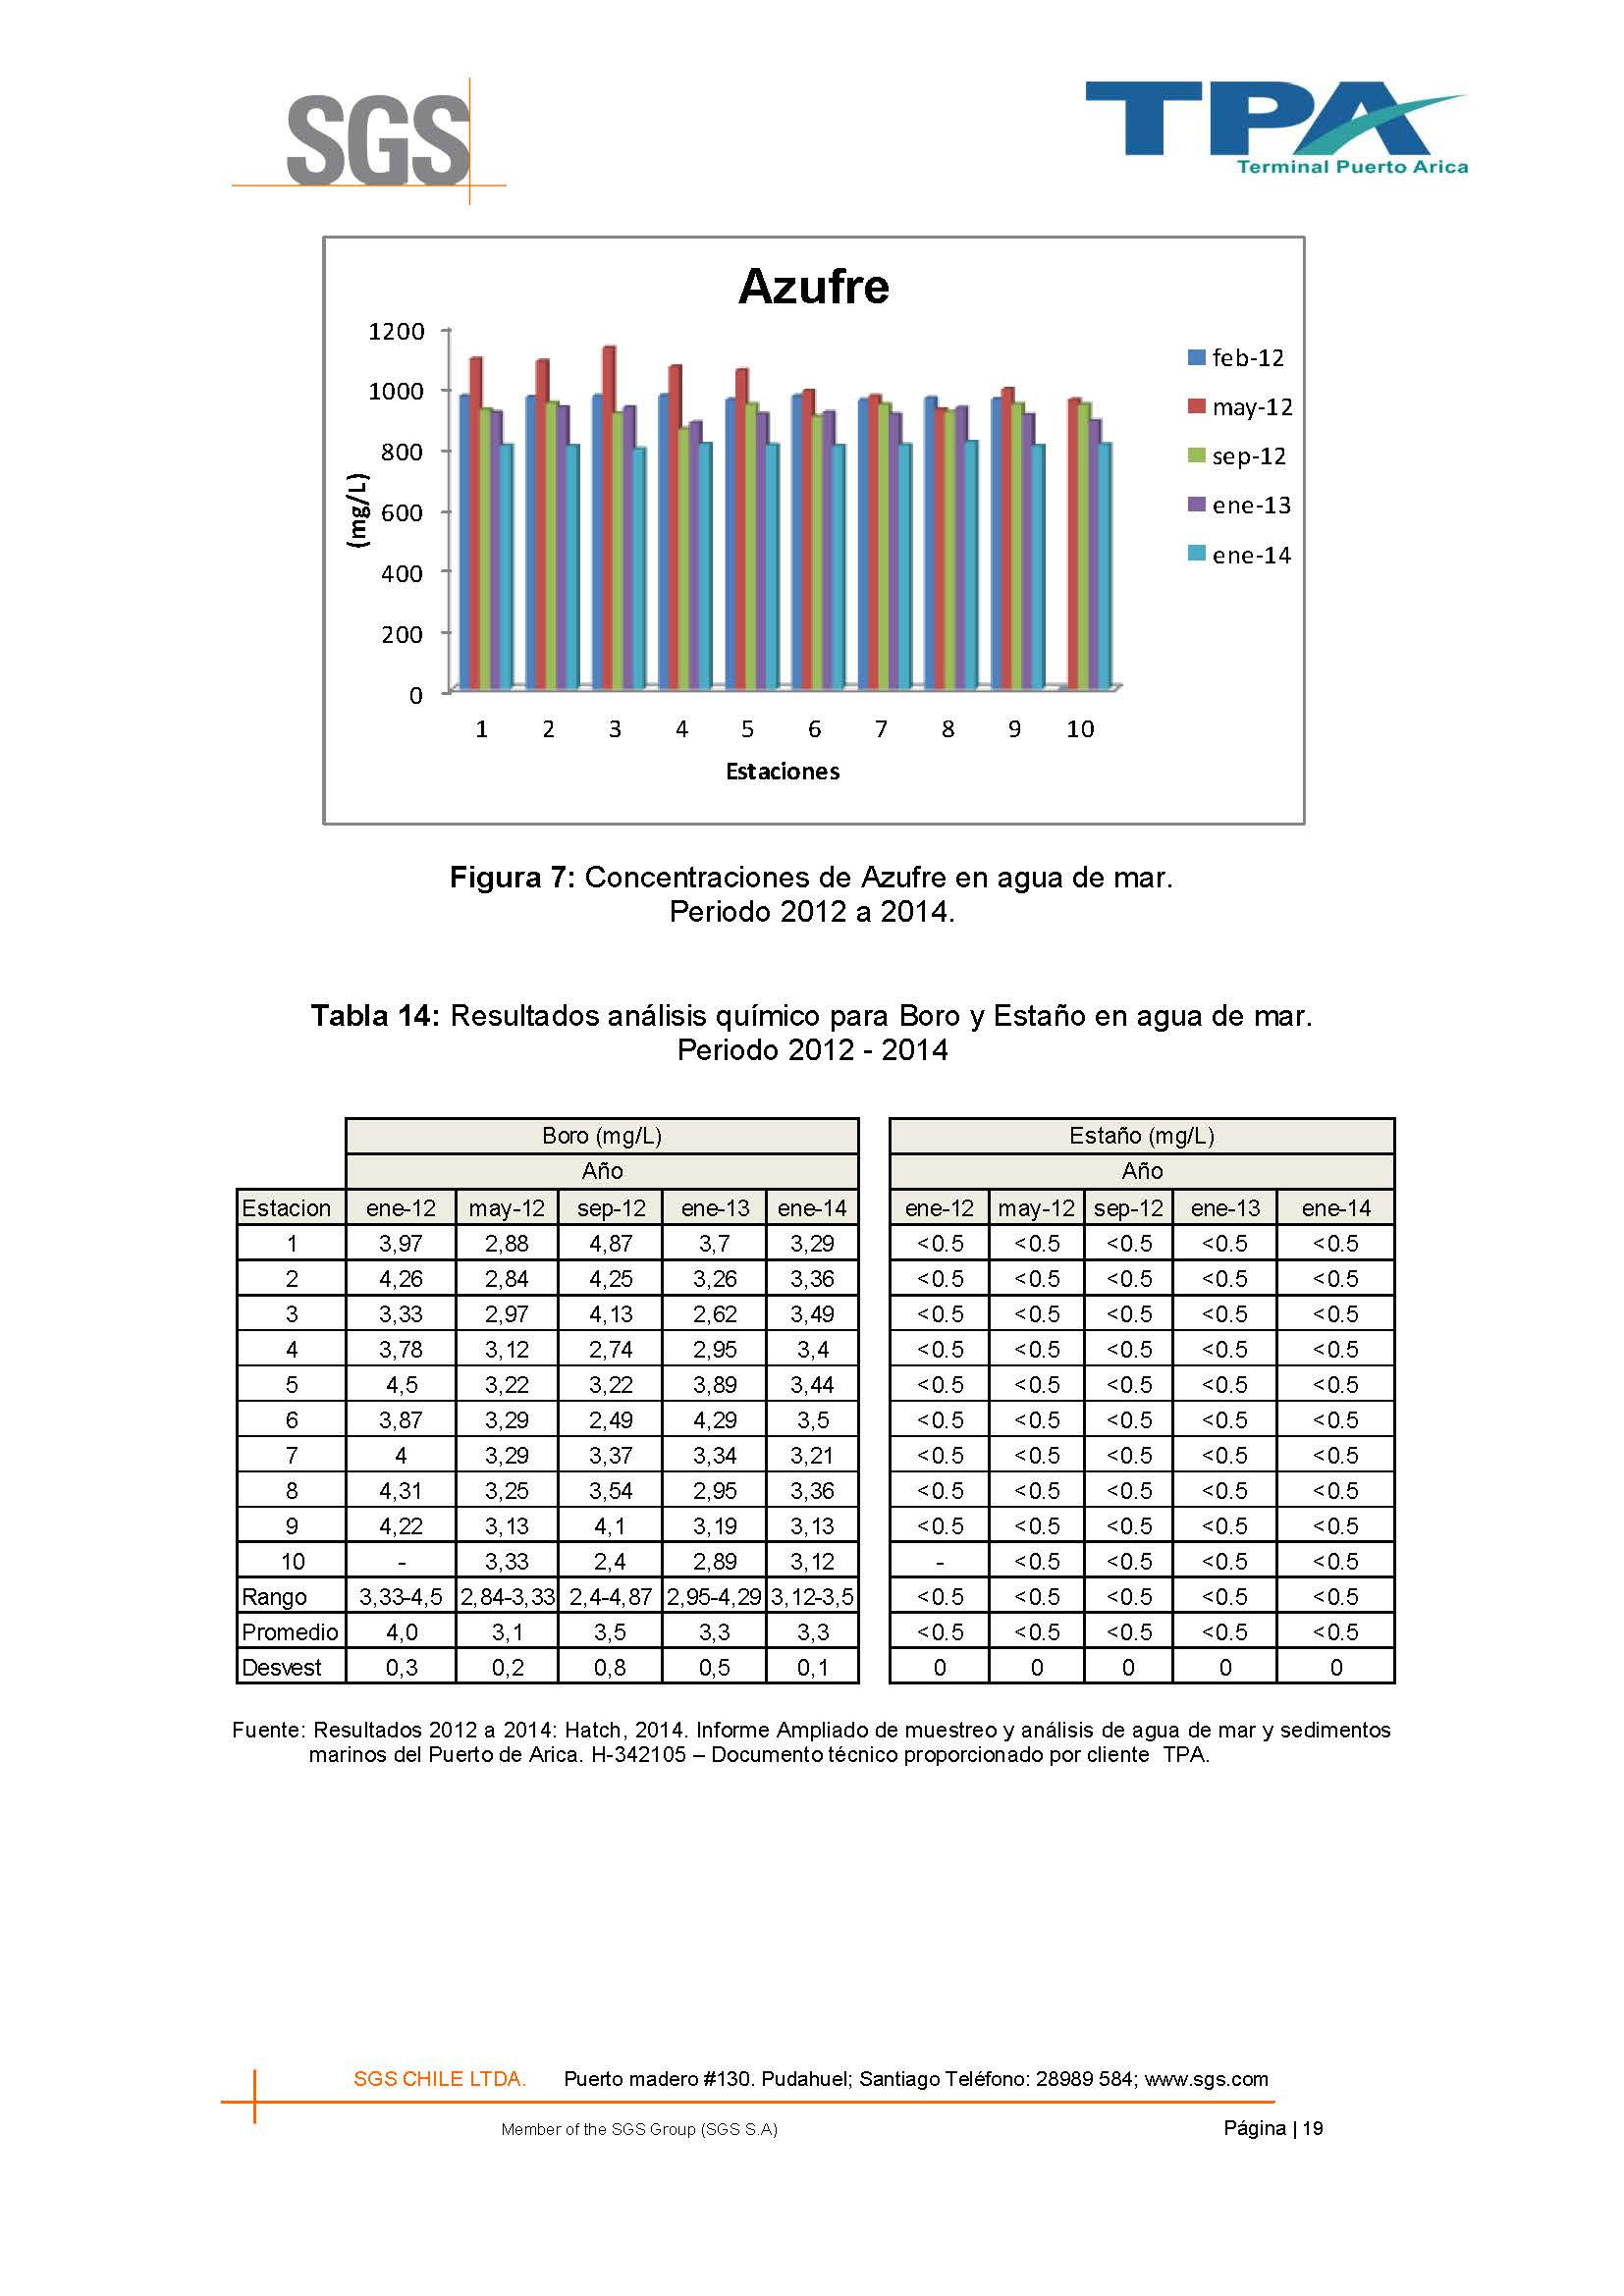 SGS
TPA
Terminal Puerto Arica
Azufre
1200
1000
800
600
400
200
0
(mg/L)
1 2 3 4 5 6 7 8 9 10
Estaciones
feb-12
may-12
sep-12
ene-13
ene-14
Figura 7: Concentraciones de Azufre en agua de mar.
Periodo 2012 a 2014.
Tabla 14: Resultados análisis químico para Boro y Estaño en agua de mar.
Periodo 2012 - 2014
Boro (mg/L) Estaño (mg/L)
Año Año
Estacion ene-12 may-12 sep-12 ene-13 ene-14 ene-12 may-12 sep-12 ene-13 ene-14
1 3,97 2,88 4,87 3,7 3,29 <0.5 <0.5 <0.5 <0.5 <0.5
2 4,26 2,84 4,25 3,26 3,36 <0.5 <0.5 <0.5 <0.5 <0.5
3 3,33 2,97 4,13 2,62 3,49 <0.5 <0.5 <0.5 <0.5 <0.5
4 3,78 3,12 2,74 2,95 3,4 <0.5 <0.5 <0.5 <0.5 <0.5
5 4,5 3,22 3,22 3,89 3,44 <0.5 <0.5 <0.5 <0.5 <0.5
6 3,87 3,29 2,49 4,29 3,5 <0.5 <0.5 <0.5 <0.5 <0.5
7 4 3,29 3,37 3,34 3,21 <0.5 <0.5 <0.5 <0.5 <0.5
8 4,31 3,25 3,54 2,95 3,36 <0.5 <0.5 <0.5 <0.5 <0.5
9 4,22 3,13 4,1 3,19 3,13 <0.5 <0.5 <0.5 <0.5 <0.5
10 - 3,33 2,4 2,89 3,12 - <0.5 <0.5 <0.5 <0.5
Rango 3,33-4,5 2,84-3,33 2,4-4,87 2,95-4,29 3,12-3,5 <0.5 <0.5 <0.5 <0.5 <0.5
Promedio 4,0 3,1 3,5 3,3 3,3 <0.5 <0.5 <0.5 <0.5 <0.5
Desvest 0,3 0,2 0,8 0,5 0,1 0 0 0 0 0
Fuente: Resultados 2012 a 2014: Hatch, 2014. Informe Ampliado de muestreo y análisis de agua de mar y sedimentos
marinos del Puerto de Arica. H-342105 – Documento técnico proporcionado por cliente TPA.
SGS CHILE LTDA. Puerto madero #130. Pudahuel; Santiago Teléfono: 28989 584; www.sgs.com
Member of the SGS Group (SGS S.A) Página | 19